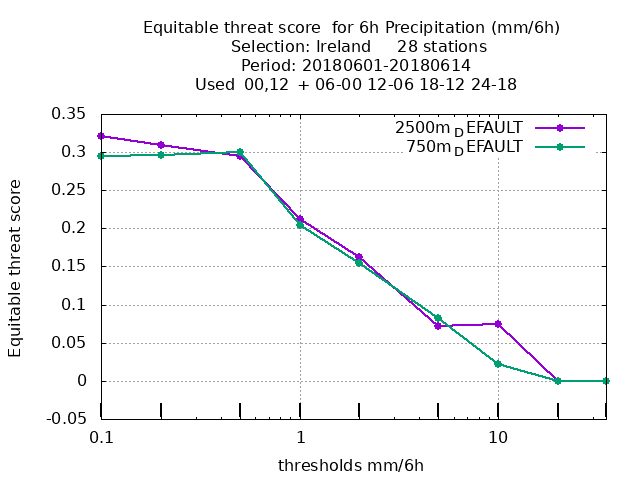 Equitable threat score  for 6h Precipitation (mm/6h)
Selection: Ireland     28 stations
Period: 20180601-20180614
Used  00,12  + 06-00 12-06 18-12 24-18
2500m_DEFAULT
750m_DEFAULT
Equitable threat score
0.35
0.3
0.25
0.2
0.15
0.1
0.05
0
-0.05
0.1 1 10
thresholds mm/6h